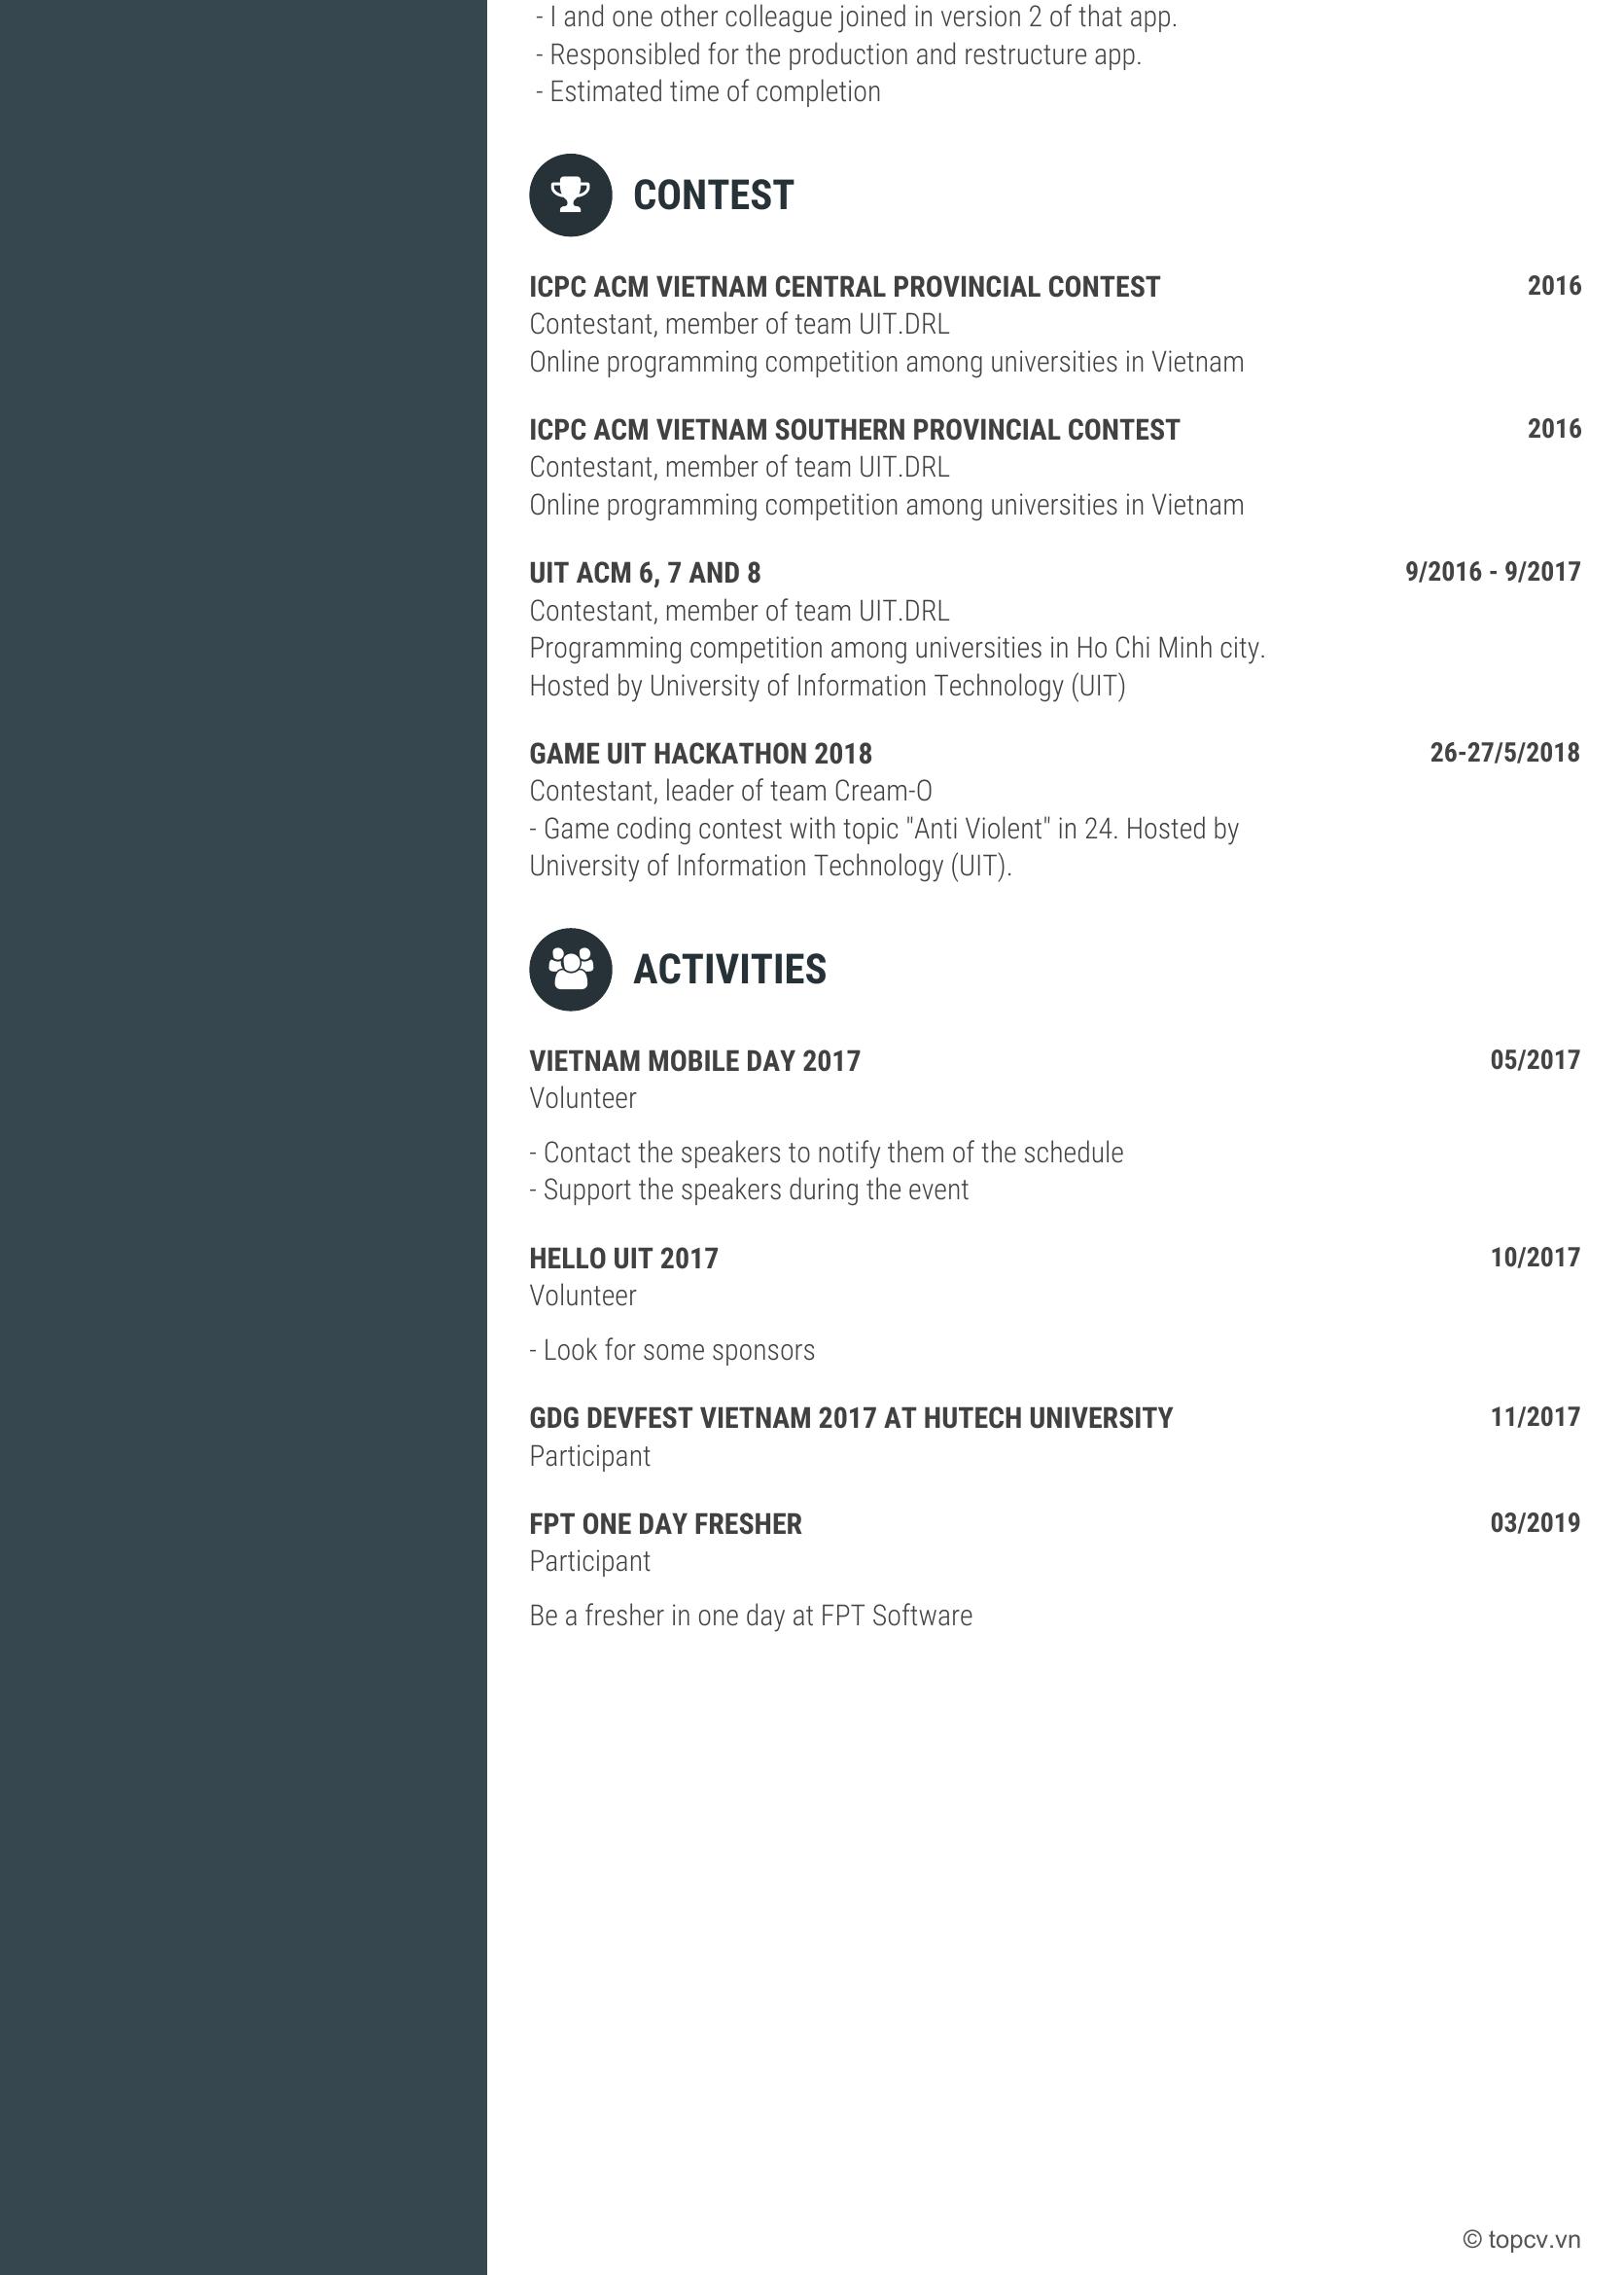 - I and one other colleague joined in version 2 of that app.
- Responsibled for the production and restructure app.
- Estimated time of completion
CONTEST
ICPC ACM VIETNAM CENTRAL PROVINCIAL CONTEST 2016
Contestant, member of team UIT.DRL
Online programming competition among universities in Vietnam
ICPC ACM VIETNAM SOUTHERN PROVINCIAL CONTEST 2016
Contestant, member of team UIT.DRL
Online programming competition among universities in Vietnam
UIT ACM 6, 7 AND 8 9/2016 - 9/2017
Contestant, member of team UIT.DRL
Programming competition among universities in Ho Chi Minh city.
Hosted by University of Information Technology (UIT)
GAME UIT HACKATHON 2018 26-27/5/2018
Contestant, leader of team Cream-O
- Game coding contest with topic "Anti Violent" in 24. Hosted by
University of Information Technology (UIT).
ACTIVITIES
VIETNAM MOBILE DAY 2017 05/2017
Volunteer
- Contact the speakers to notify them of the schedule
- Support the speakers during the event
HELLO UIT 2017 10/2017
Volunteer
- Look for some sponsors
GDG DEVFEST VIETNAM 2017 AT HUTECH UNIVERSITY 11/2017
Participant
FPT ONE DAY FRESHER 03/2019
Participant
Be a fresher in one day at FPT Software
© topcv.vn